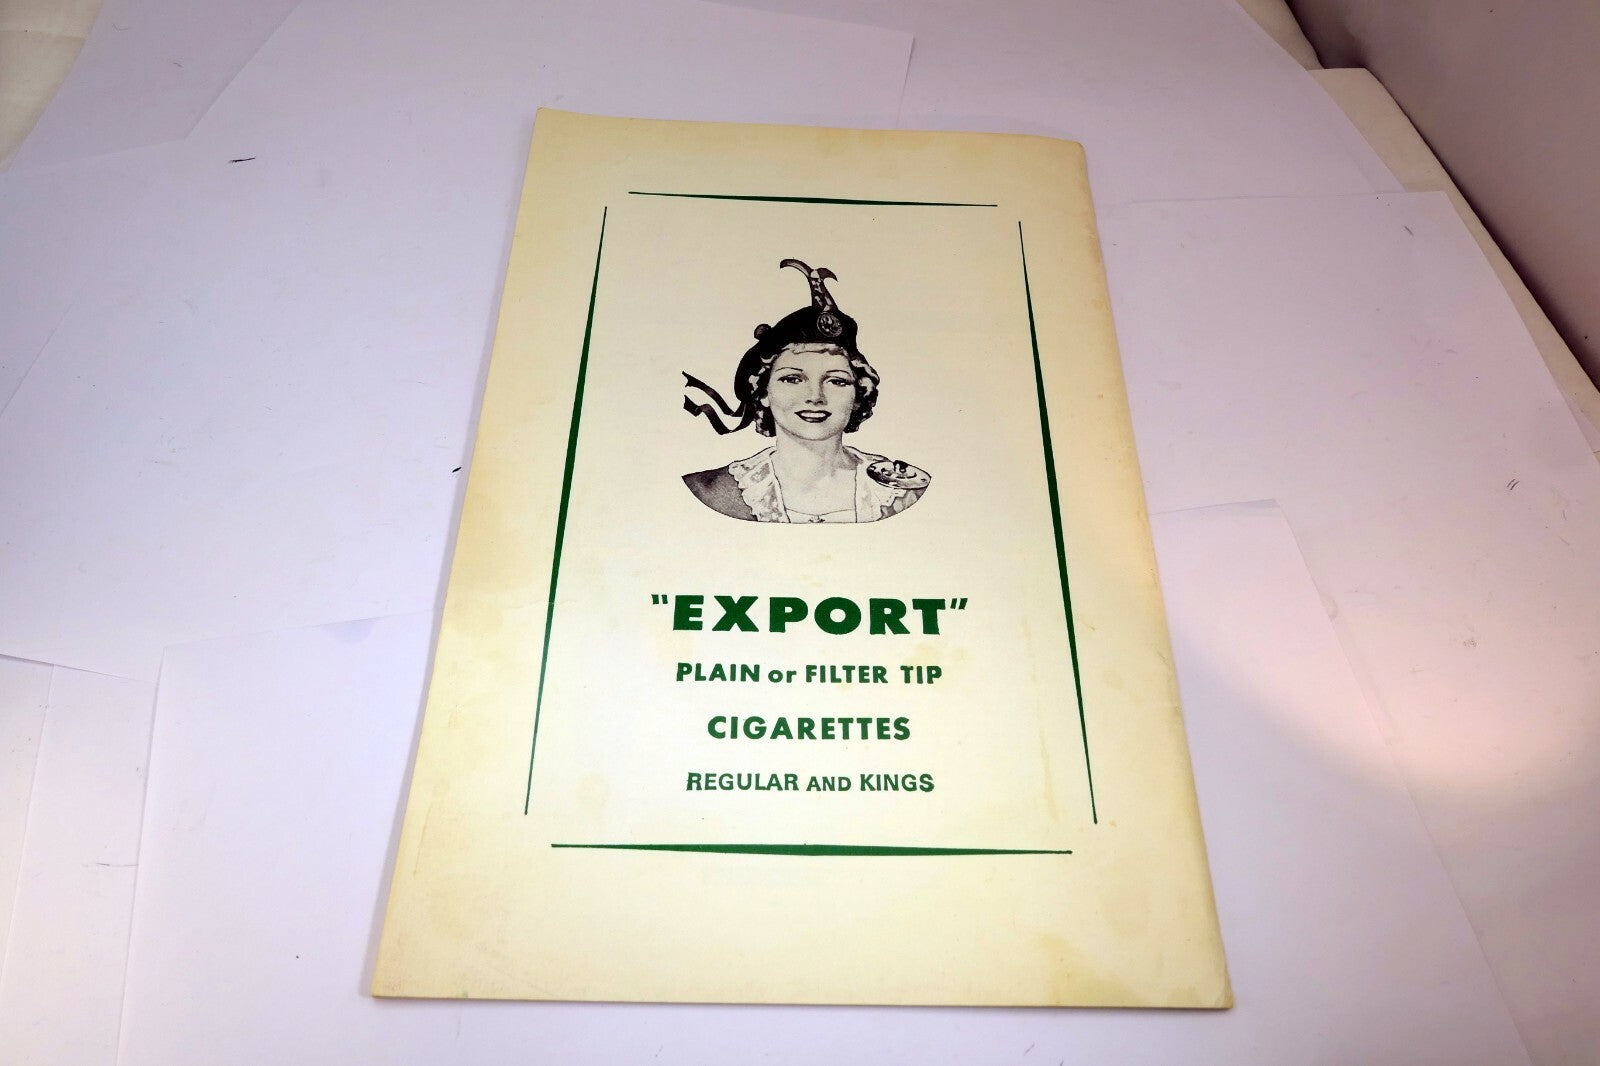 "EXPORT"
PLAIN or FILTER TIP
CIGARETTES
REGULAR AND KINGS